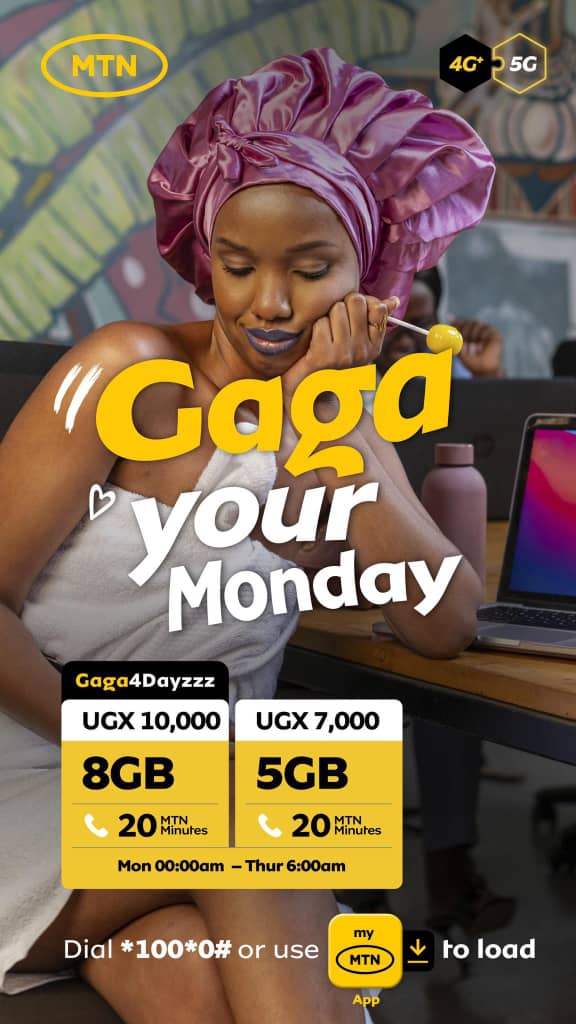 MTN
4G+ 5G
Gaga
your
Monday
Gaga4Dayzzz
UGX 10,000
8GB
20 MTN Minutes
UGX 7,000
5GB
20 MTN Minutes
Mon 00:00am – Thur 6:00am
Dial *100*0# or use my MTN App to load